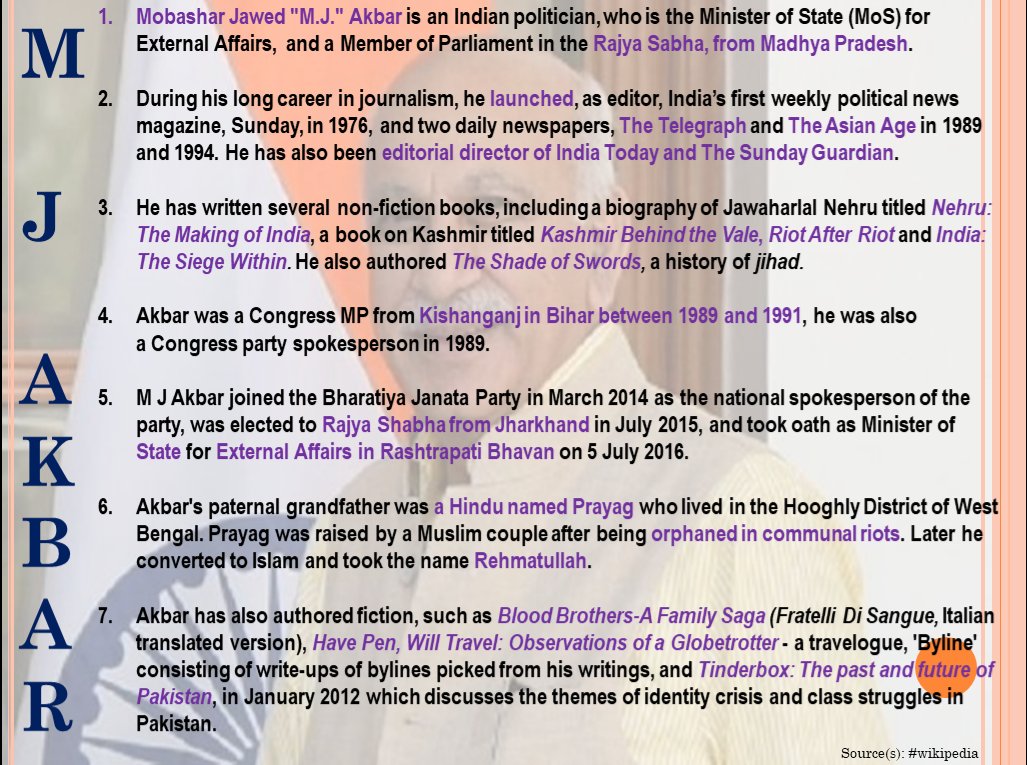 M
J
A
K
B
A
R
1. Mobashar Jawed "M.J." Akbar is an Indian politician, who is the Minister of State (MoS) for
External Affairs, and a Member of Parliament in the Rajya Sabha, from Madhya Pradesh.
2. During his long career in journalism, he launched, as editor, India's first weekly political news
magazine, Sunday, in 1976, and two daily newspapers, The Telegraph and The Asian Age in 1989
and 1994. He has also been editorial director of India Today and The Sunday Guardian.
3. He has written several non-fiction books, including a biography of Jawaharlal Nehru titled Nehru:
The Making of India, a book on Kashmir titled Kashmir Behind the Vale, Riot After Riot and India:
The Siege Within. He also authored The Shade of Swords, a history of jihad.
4. Akbar was a Congress MP from Kishanganj in Bihar between 1989 and 1991, he was also
a Congress party spokesperson in 1989.
5. M J Akbar joined the Bharatiya Janata Party in March 2014 as the national spokesperson of the
party, was elected to Rajya Shabha from Jharkhand in July 2015, and took oath as Minister of
State for External Affairs in Rashtrapati Bhavan on 5 July 2016.
6. Akbar's paternal grandfather was a Hindu named Prayag who lived in the Hooghly District of West
Bengal. Prayag was raised by a Muslim couple after being orphaned in communal riots. Later he
converted to Islam and took the name Rehmatullah.
7. Akbar has also authored fiction, such as Blood Brothers-A Family Saga (Fratelli Di Sangue, Italian
translated version), Have Pen, Will Travel: Observations of a Globetrotter - a travelogue, 'Byline'
consisting of write-ups of bylines picked from his writings, and Tinderbox: The past and future of
Pakistan, in January 2012 which discusses the themes of identity crisis and class struggles in
Pakistan.
Source(s): #wikipedia